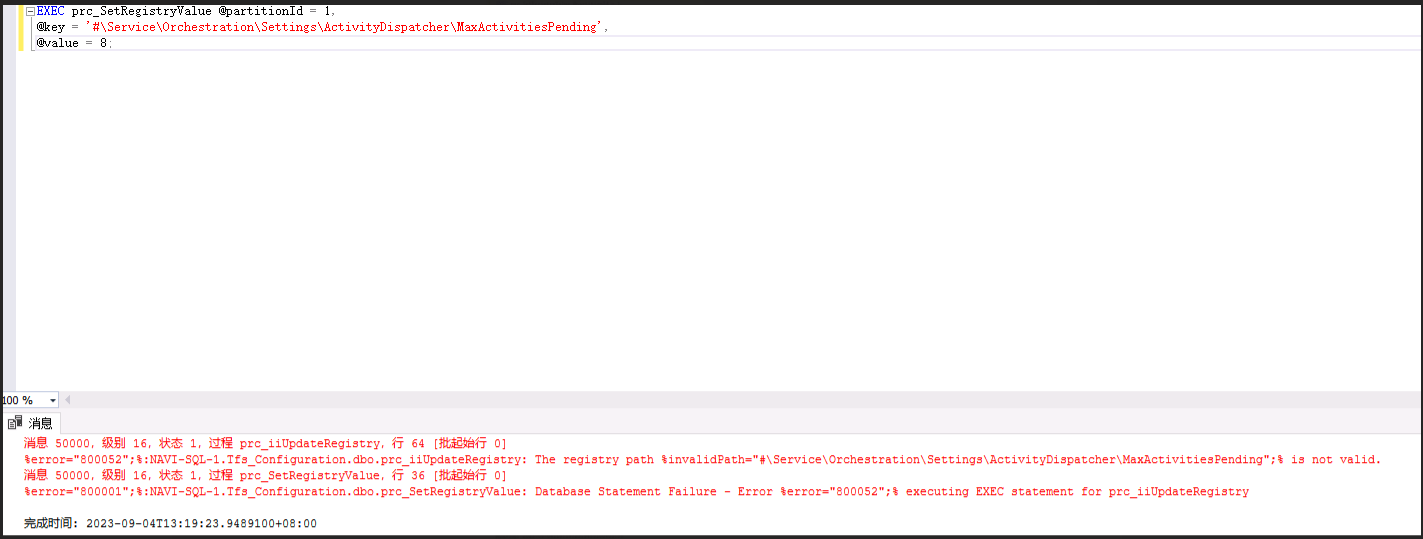 EXEC prc_SetRegistryValue @partitionId = 1,
@key = '#\Service\Orchestration\Settings\ActivityDispatcher\MaxActivitiesPending',
@value = 8;
100 %
消息
消息 50000，级别 16，状态 1，过程 prc_iiUpdateRegistry，行 64 [批起始行 0]
%error="800052";%:NAVI-SQL-1.Tfs_Configuration.dbo.prc_iiUpdateRegistry: The registry path %invalidPath="#\Service\Orchestration\Settings\ActivityDispatcher\MaxActivitiesPending";% is not valid.
消息 50000，级别 16，状态 1，过程 prc_SetRegistryValue，行 36 [批起始行 0]
%error="800001";%:NAVI-SQL-1.Tfs_Configuration.dbo.prc_SetRegistryValue: Database Statement Failure - Error %error="800052";% executing EXEC statement for prc_iiUpdateRegistry
完成时间: 2023-09-04T13:19:23.9489100+08:00